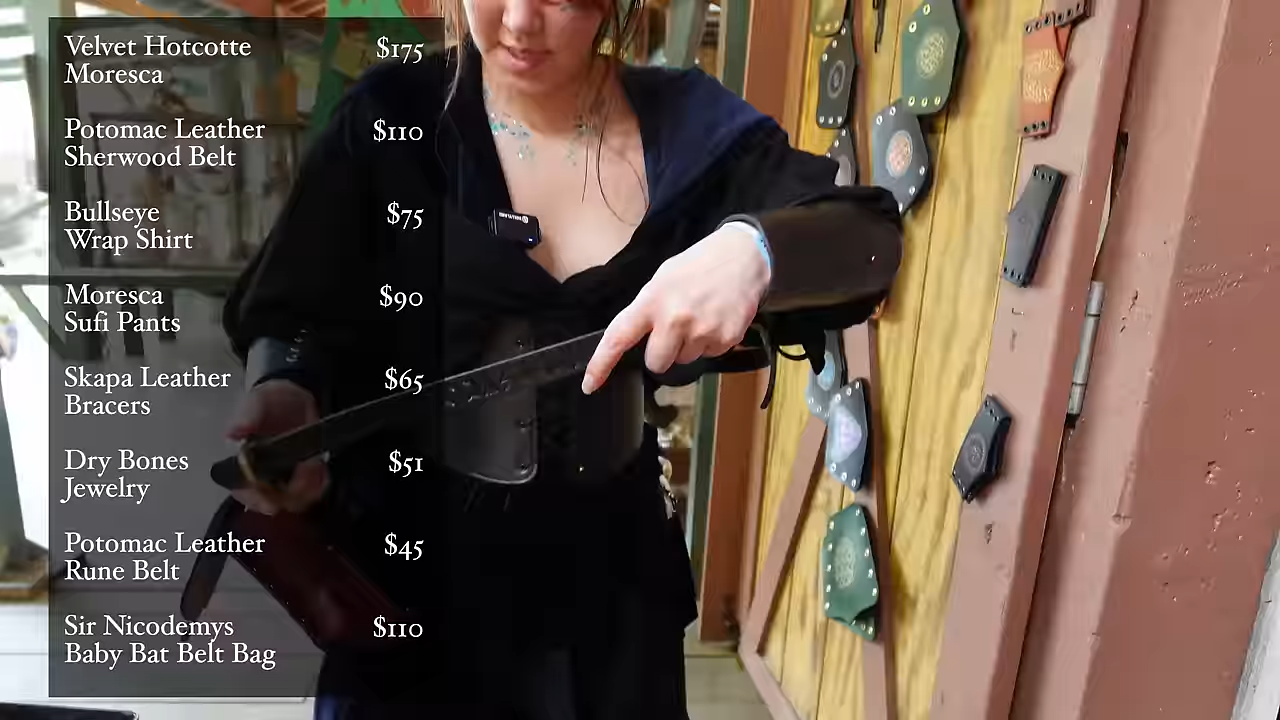 Velvet Hotcotte $175
Moresca
Potomac Leather $110
Sherwood Belt
Bullseye $75
Wrap Shirt
Moresca $90
Sufi Pants
Skapa Leather $65
Bracers
Dry Bones $51
Jewelry
Potomac Leather $45
Rune Belt
Sir Nicodemys $110
Baby Bat Belt Bag